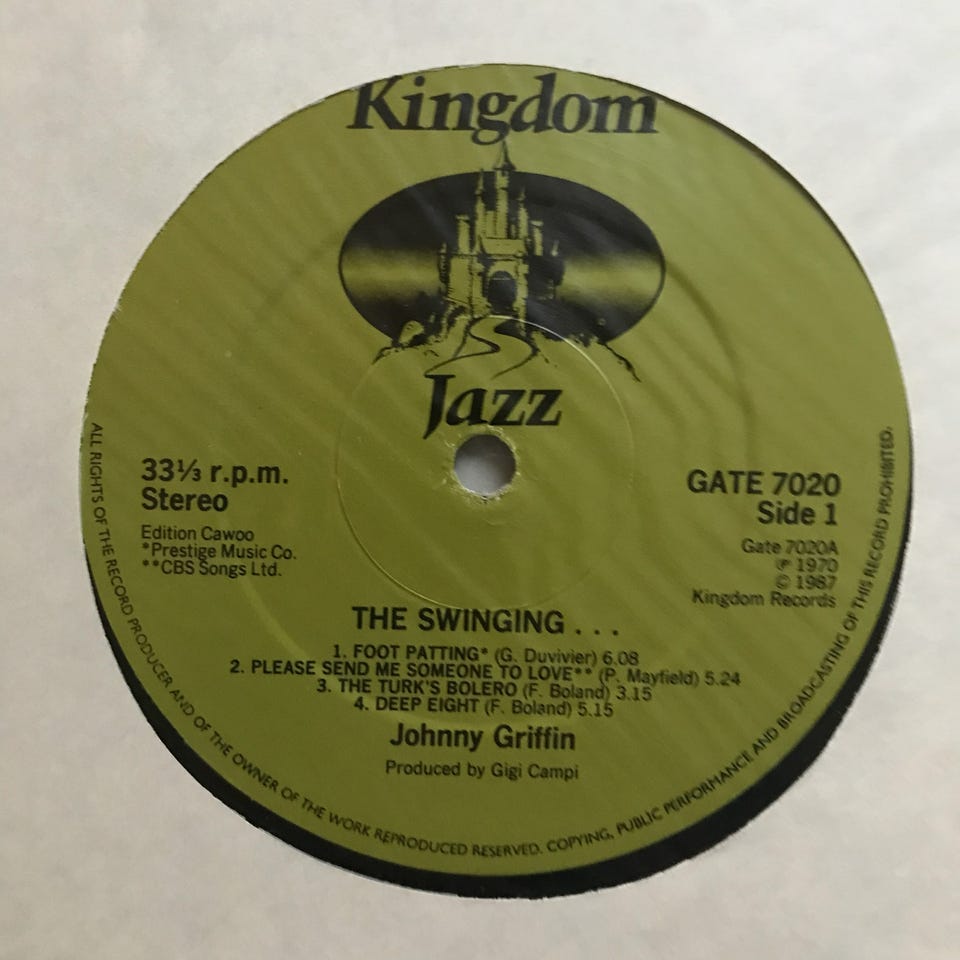 Kingdom
Jazz
33⅓ r.p.m.
Stereo
Edition Cawoo
*Prestige Music Co.
**CBS Songs Ltd.
GATE 7020
Side 1
Gate 7020A
℗ 1970
© 1987
Kingdom Records
THE SWINGING . . .
1. FOOT PATTING* (G. Duvivier) 6.08
2. PLEASE SEND ME SOMEONE TO LOVE** (P. Mayfield) 5.24
3. THE TURK'S BOLERO (F. Boland) 3.15
4. DEEP EIGHT (F. Boland) 5.15
Johnny Griffin
Produced by Gigi Campi
ALL RIGHTS OF THE RECORD PRODUCER AND OF THE OWNER OF THE WORK REPRODUCED RESERVED. COPYING, PUBLIC PERFORMANCE AND BROADCASTING OF THIS RECORD PROHIBITED.